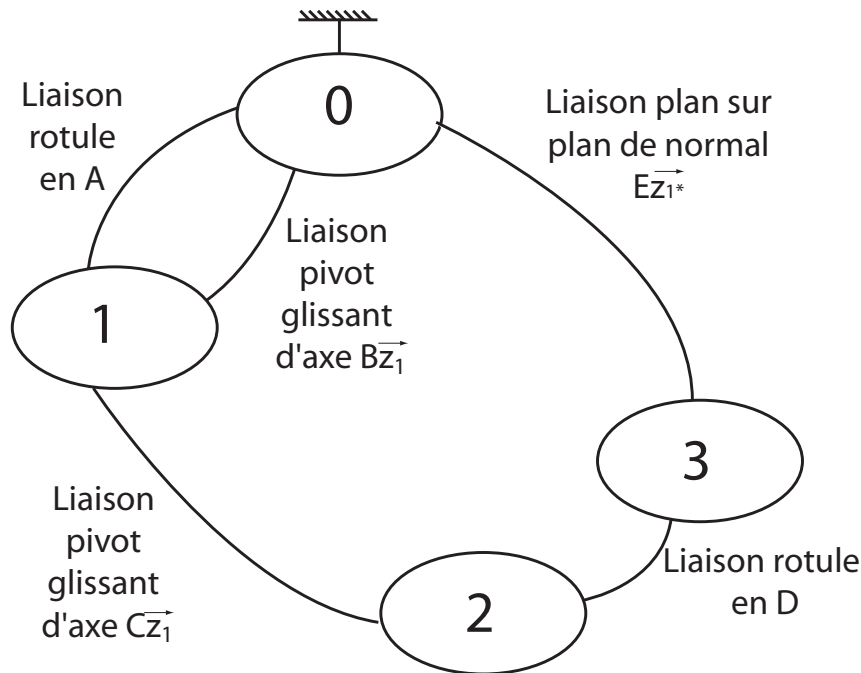 0
Liaison
rotule
en A
Liaison plan sur
plan de normal
Ez₁*
Liaison
pivot
glissant
d'axe Bz₁
1
3
Liaison
pivot
glissant
d'axe Cz₁
Liaison rotule
en D
2